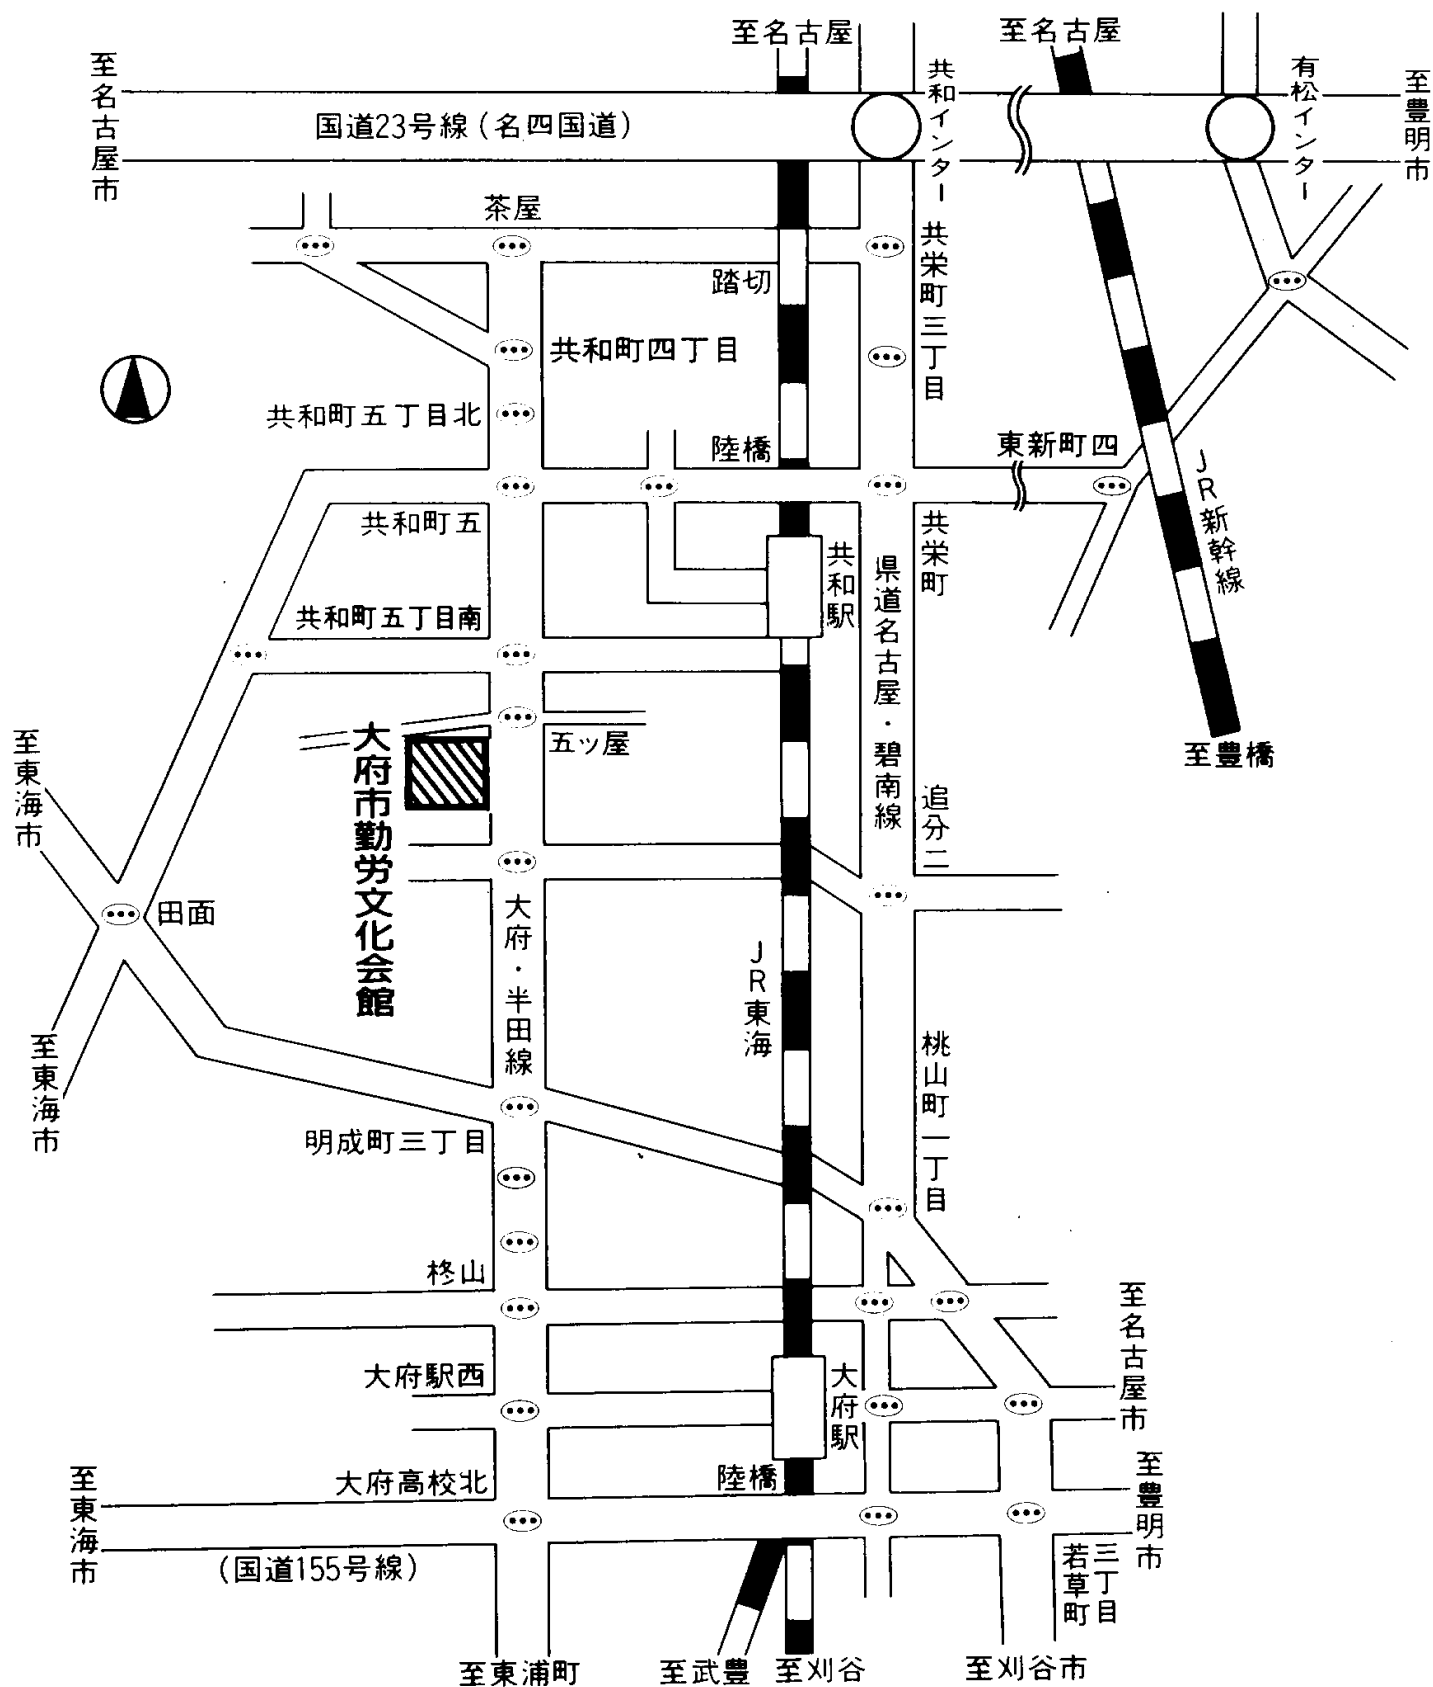 至名古屋
至名古屋
至名古屋市
国道23号線（名四国道）
共和インター
有松インター
至豊明市
茶屋
踏切
共栄町三丁目
共和町四丁目
共和町五丁目北
陸橋
東新町四
共和町五
共栄町
JR新幹線
共和駅
県道名古屋・碧南線
共和町五丁目南
至東海市
大府市勤労文化会館
五ッ屋
至豊橋
追分二
田面
大府・半田線
JR東海
至東海市
桃山町一丁目
明成町三丁目
柊山
至名古屋市
大府駅西
大府駅
大府高校北
陸橋
至東海市
至豊明市
（国道155号線）
若草町三丁目
至東浦町
至武豊
至刈谷
至刈谷市